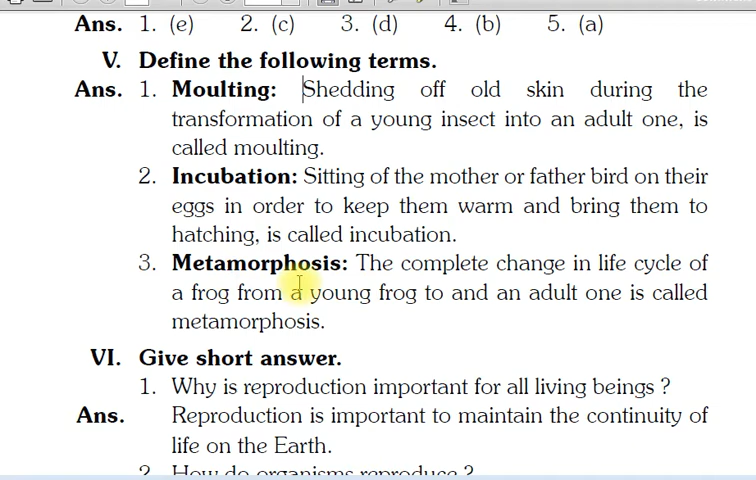 Ans. 1. (e) 2. (c) 3. (d) 4. (b) 5. (a)
V. Define the following terms.
Ans. 1. Moulting: Shedding off old skin during the
transformation of a young insect into an adult one, is
called moulting.
2. Incubation: Sitting of the mother or father bird on their
eggs in order to keep them warm and bring them to
hatching, is called incubation.
3. Metamorphosis: The complete change in life cycle of
a frog from a young frog to and an adult one is called
metamorphosis.
VI. Give short answer.
1. Why is reproduction important for all living beings ?
Ans. Reproduction is important to maintain the continuity of
life on the Earth.
2. How do organisms reproduce ?